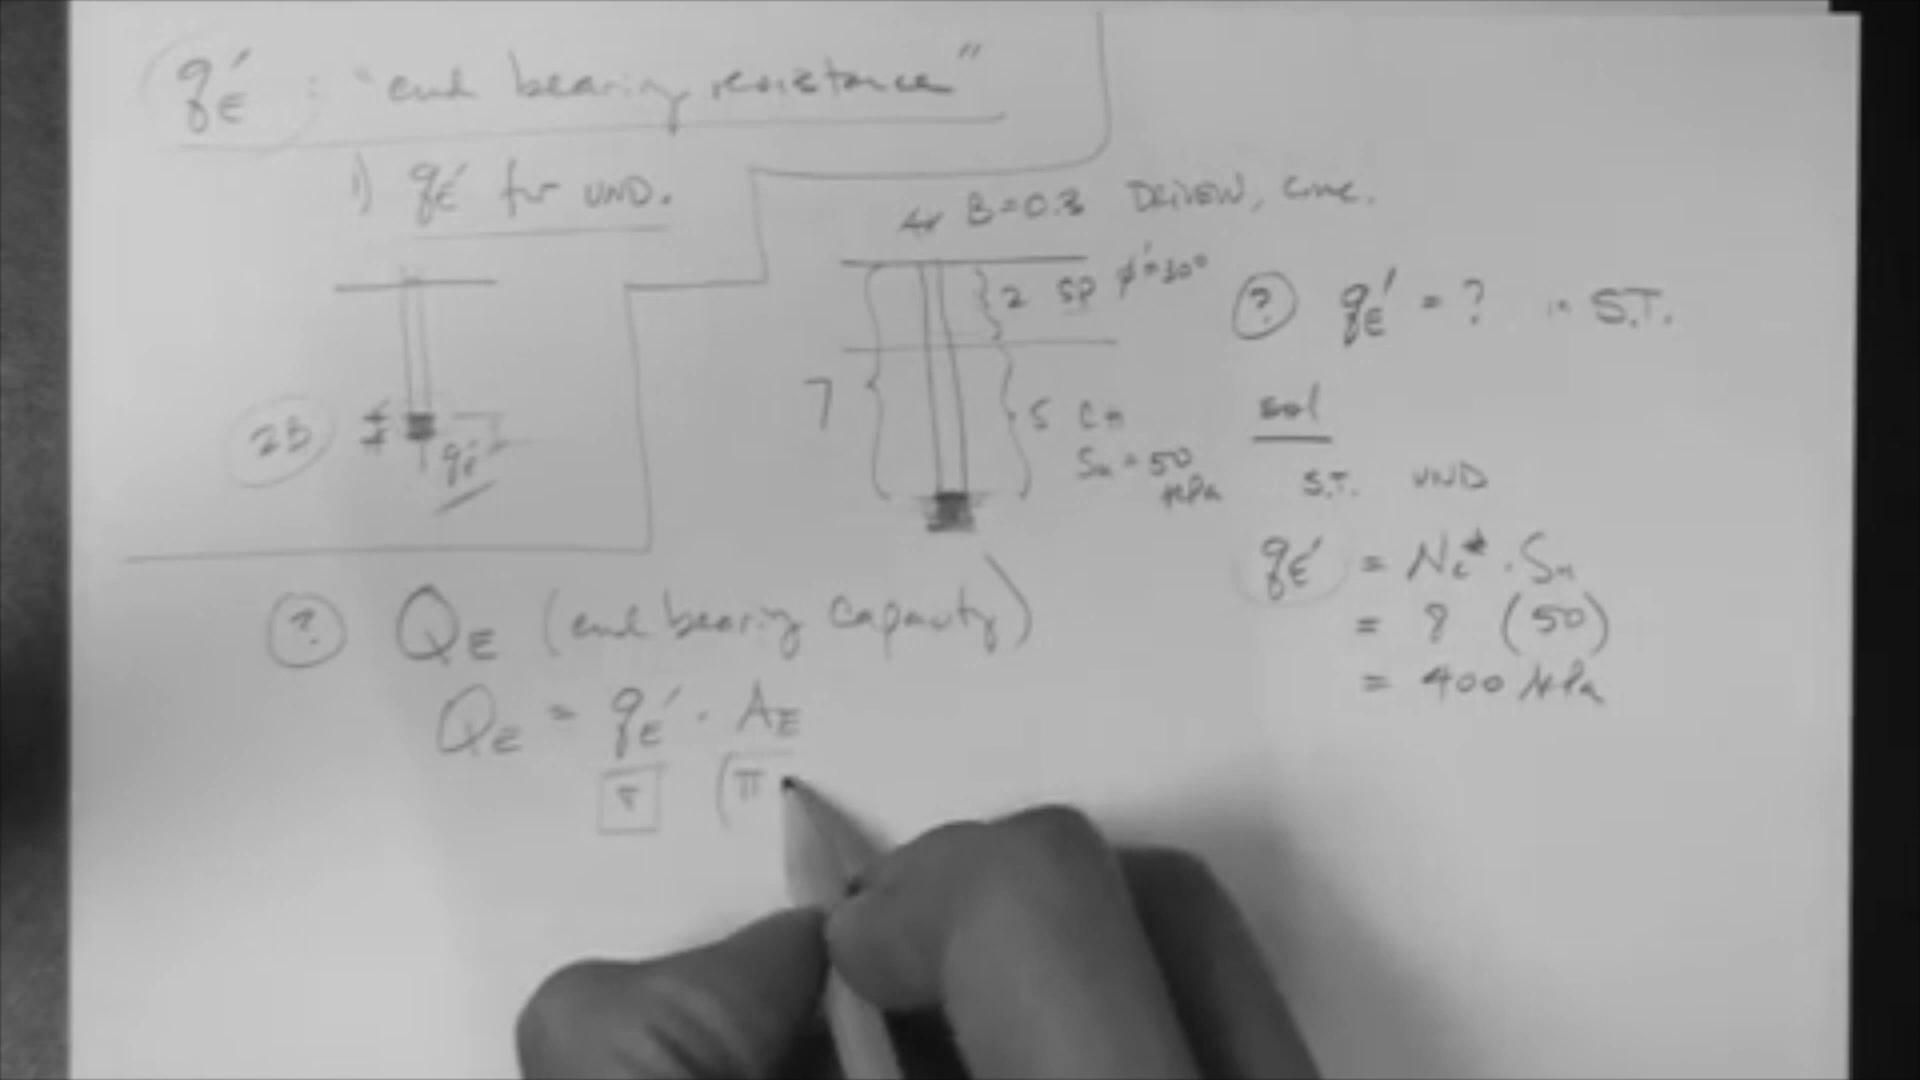 q'E : "end bearing resistance"
1) q'E for UND.
2B
q'E
B=0.3 DRIVEN, Conc.
2 SP φ'=30°
7
5 CH
Su = 50
kPa
? QE (end bearing capacity)
QE = q'E · AE
(π
? q'E = ? in S.T.
sol
S.T. UND
q'E = Nc* · Su
= 8 (50)
= 400 kPa